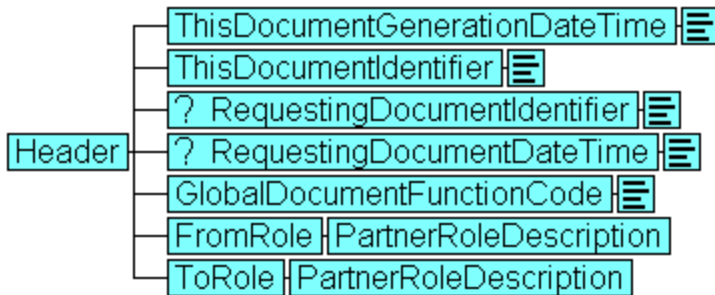 ThisDocumentGenerationDateTime
ThisDocumentIdentifier
? RequestingDocumentIdentifier
Header ? RequestingDocumentDateTime
GlobalDocumentFunctionCode
FromRole PartnerRoleDescription
ToRole PartnerRoleDescription